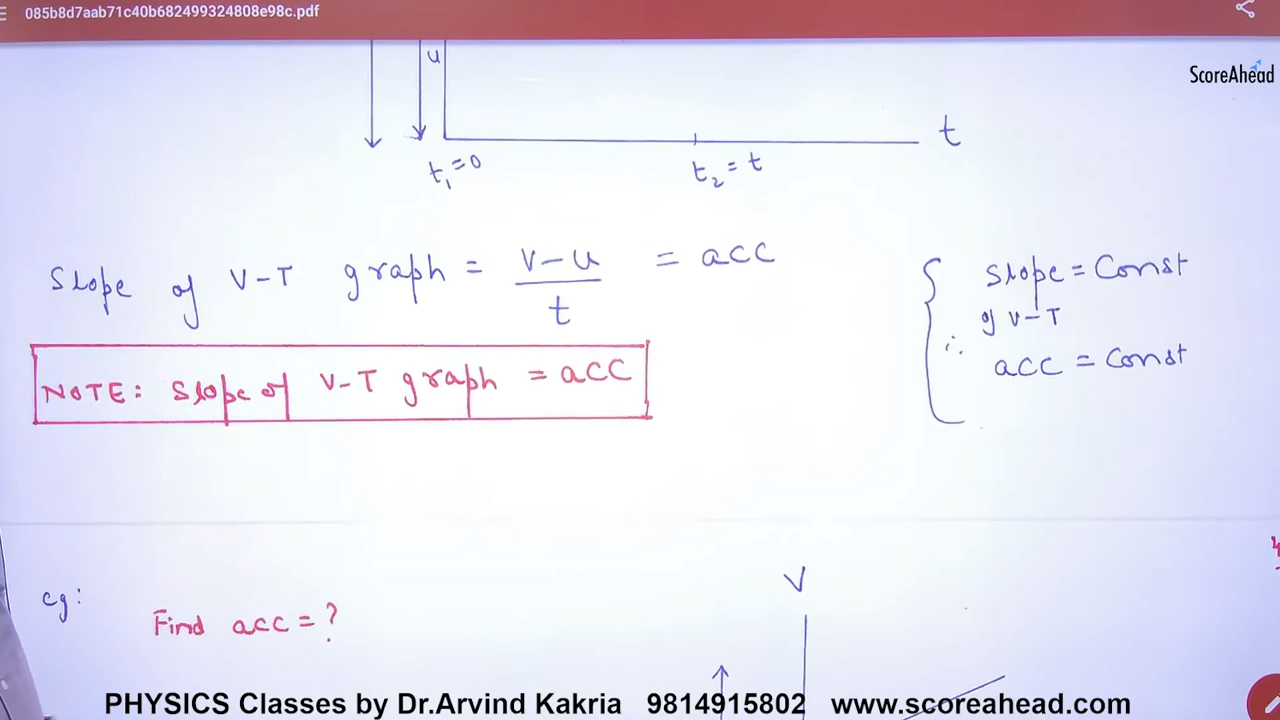 085b8d7aab71c40b682499324808e98c.pdf
ScoreAhead
u
t
t₁=0
t₂=t
Slope of V-T graph = v-u/t = acc
slope = Const
of v-T
∴ acc = Const
NOTE: Slope of V-T graph = acc
eg:
Find acc = ?
V
PHYSICS Classes by Dr.Arvind Kakria 9814915802 www.scoreahead.com